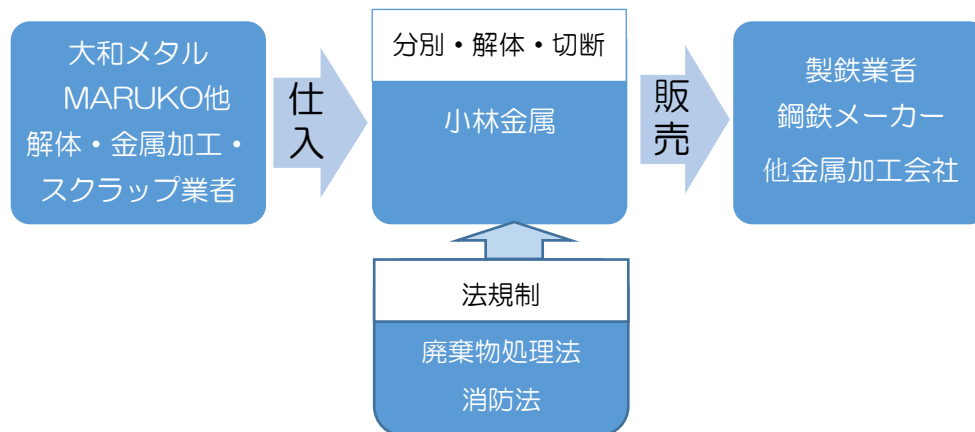 大和メタル
MARUKO他
解体・金属加工・
スクラップ業者
仕入
分別・解体・切断
小林金属
販売
製鉄業者
鋼鉄メーカー
他金属加工会社
法規制
廃棄物処理法
消防法